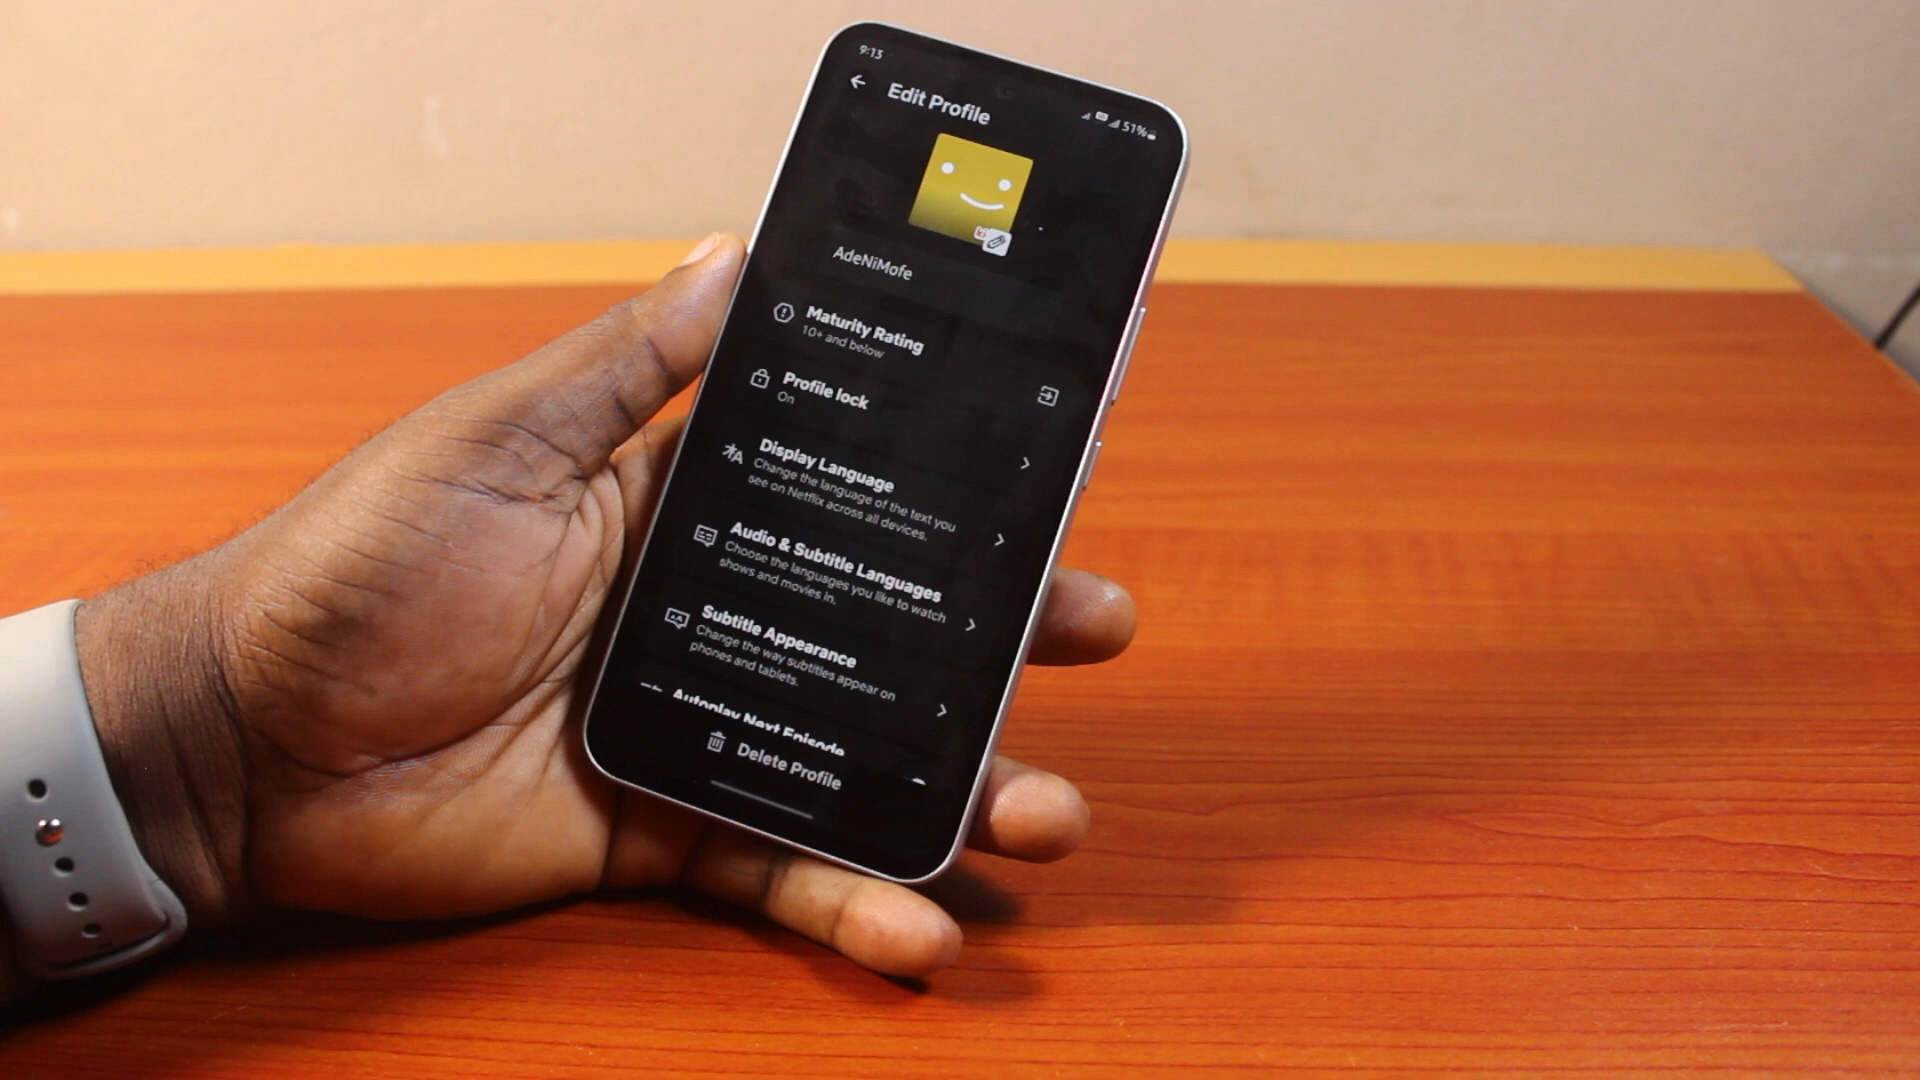 9:13
51%
Edit Profile
AdeNiMofe
Maturity Rating
10+ and below
Profile lock
On
Display Language
Change the language of the text you
see on Netflix across all devices.
Audio & Subtitle Languages
Choose the languages you like to watch
shows and movies in.
Subtitle Appearance
Change the way subtitles appear on
phones and tablets.
Autoplay Next Episode
Delete Profile